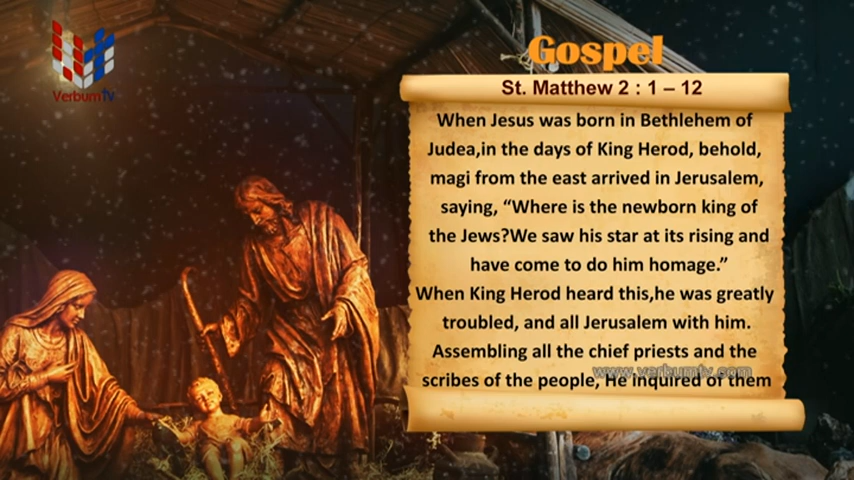 VerbumTV
Gospel
St. Matthew 2 : 1 – 12
When Jesus was born in Bethlehem of
Judea,in the days of King Herod, behold,
magi from the east arrived in Jerusalem,
saying, “Where is the newborn king of
the Jews?We saw his star at its rising and
have come to do him homage.”
When King Herod heard this,he was greatly
troubled, and all Jerusalem with him.
Assembling all the chief priests and the
www.verbumtv.com
scribes of the people, He inquired of them